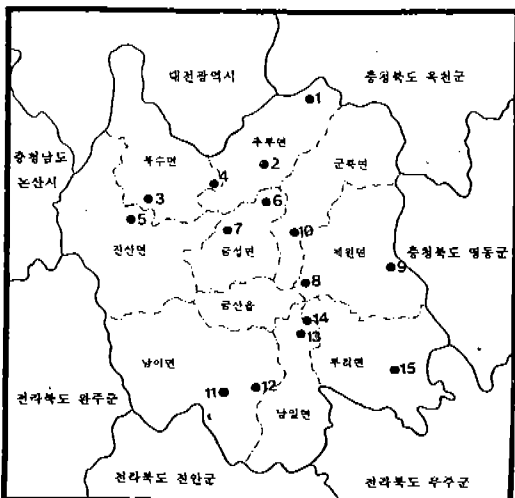 대전광역시
충청북도 옥천군
1
추부면
충청남도
논산시
복수면
2
군북면
4
3
6
5
7
10
진산면
금성면
제원면
충청북도 영동군
9
8
금산읍
14
13
남이면
부리면
12
15
11
전라북도 완주군
남일면
전라북도 진안군
전라북도 무주군